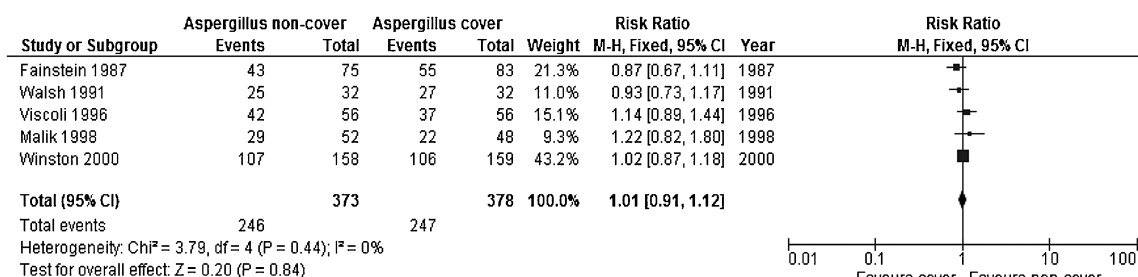 Aspergillus non-cover Aspergillus cover Risk Ratio Risk Ratio
Study or Subgroup Events Total Events Total Weight M-H, Fixed, 95% CI Year M-H, Fixed, 95% CI
Fainstein 1987 43 75 55 83 21.3% 0.87 [0.67, 1.11] 1987
Walsh 1991 25 32 27 32 11.0% 0.93 [0.73, 1.17] 1991
Viscoli 1996 42 56 37 56 15.1% 1.14 [0.89, 1.44] 1996
Malik 1998 29 52 22 48 9.3% 1.22 [0.82, 1.80] 1998
Winston 2000 107 158 106 159 43.2% 1.02 [0.87, 1.18] 2000
Total (95% CI) 373 378 100.0% 1.01 [0.91, 1.12]
Total events 246 247
Heterogeneity: Chi² = 3.79, df = 4 (P = 0.44); I² = 0%
Test for overall effect: Z = 0.20 (P = 0.84)
0.01 0.1 1 10 100
Favours cover Favours non-cover